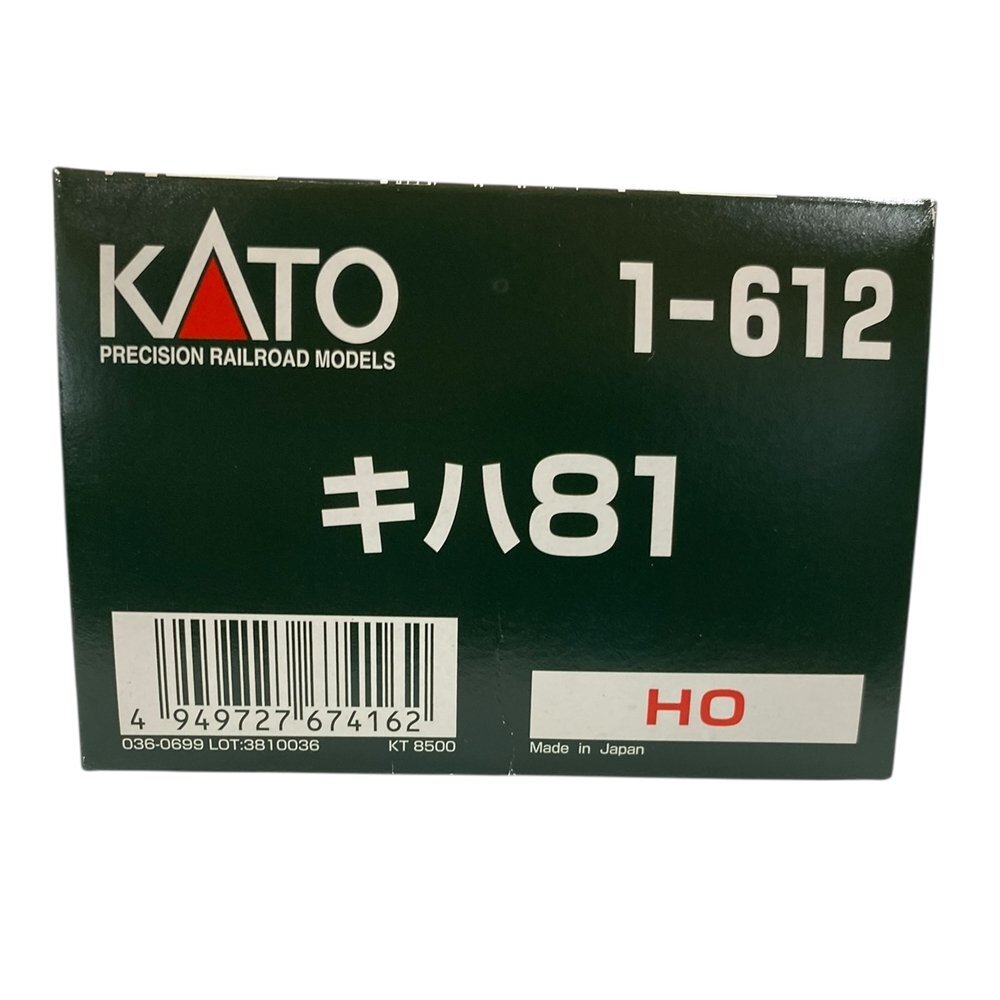 KATO
PRECISION RAILROAD MODELS
1-612
キハ81
4 949727 674162
036-0699 LOT:3810036 KT 8500
HO
Made in Japan